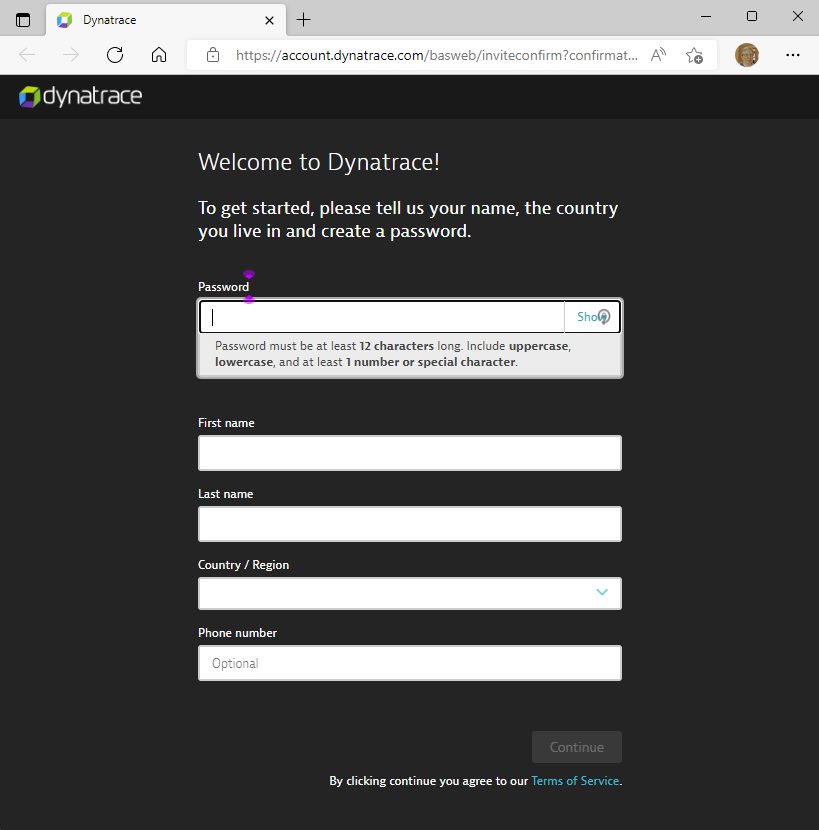 Dynatrace
https://account.dynatrace.com/basweb/inviteconfirm?confirmat...
dynatrace
Welcome to Dynatrace!
To get started, please tell us your name, the country
you live in and create a password.
Password
Show
Password must be at least 12 characters long. Include uppercase,
lowercase, and at least 1 number or special character.
First name
Last name
Country / Region
Phone number
Optional
Continue
By clicking continue you agree to our Terms of Service.